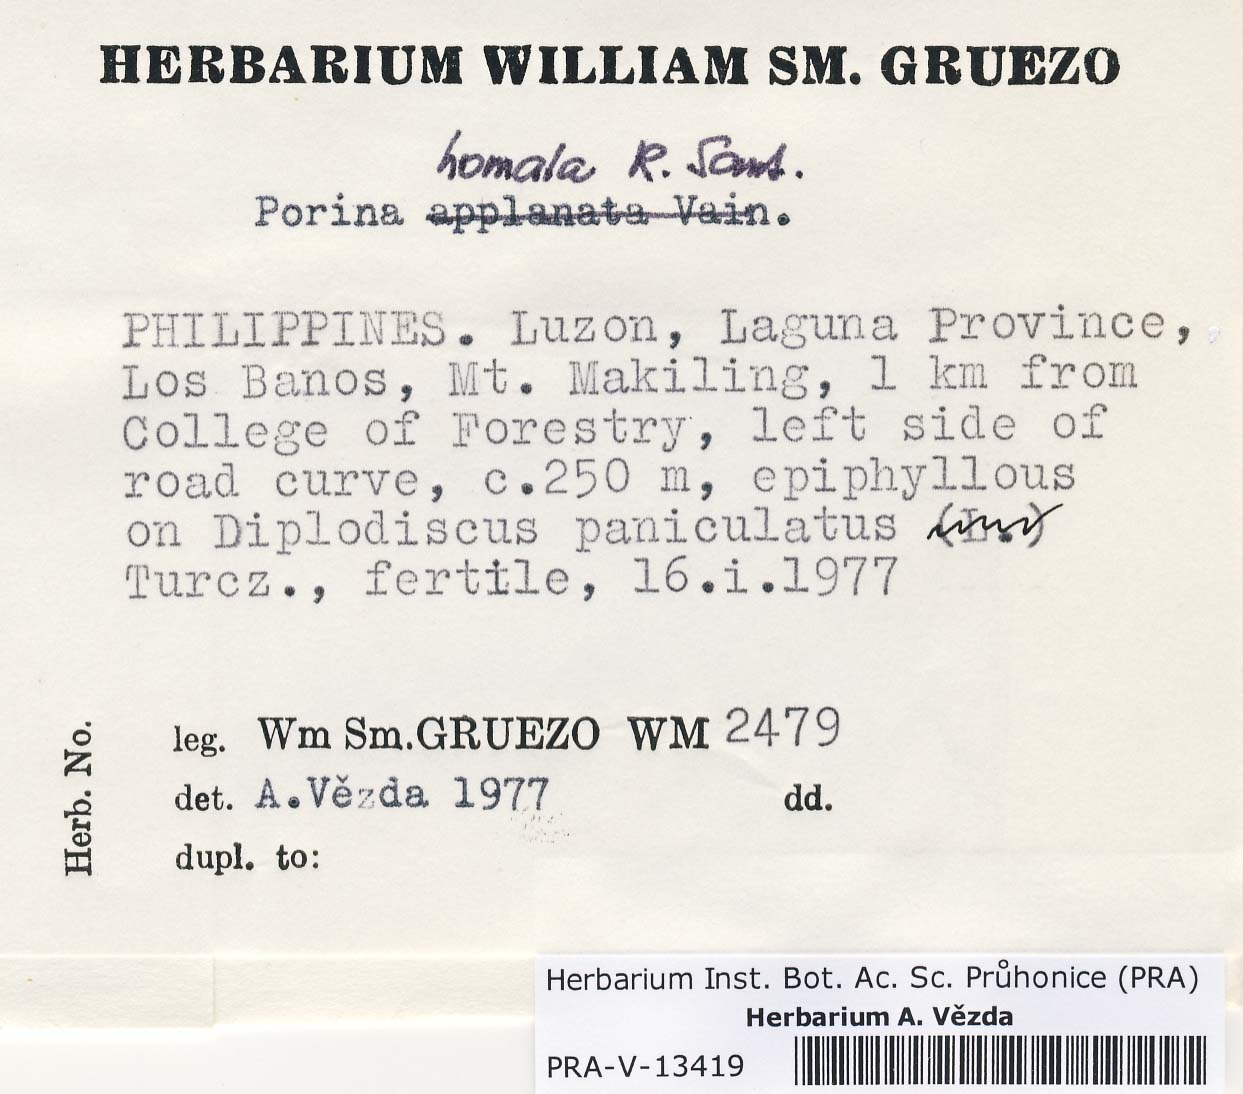 HERBARIUM WILLIAM SM. GRUEZO
homala R. Sant.
Porina applanata Vain.
PHILIPPINES. Luzon, Laguna Province,
Los Banos, Mt. Makiling, 1 km from
College of Forestry, left side of
road curve, c.250 m, epiphyllous
on Diplodiscus paniculatus (L.)
Turcz., fertile, 16.i.1977
Herb. No.
leg. Wm Sm.GRUEZO WM 2479
det. A.Vězda 1977 dd.
dupl. to:
Herbarium Inst. Bot. Ac. Sc. Průhonice (PRA)
Herbarium A. Vězda
PRA-V-13419